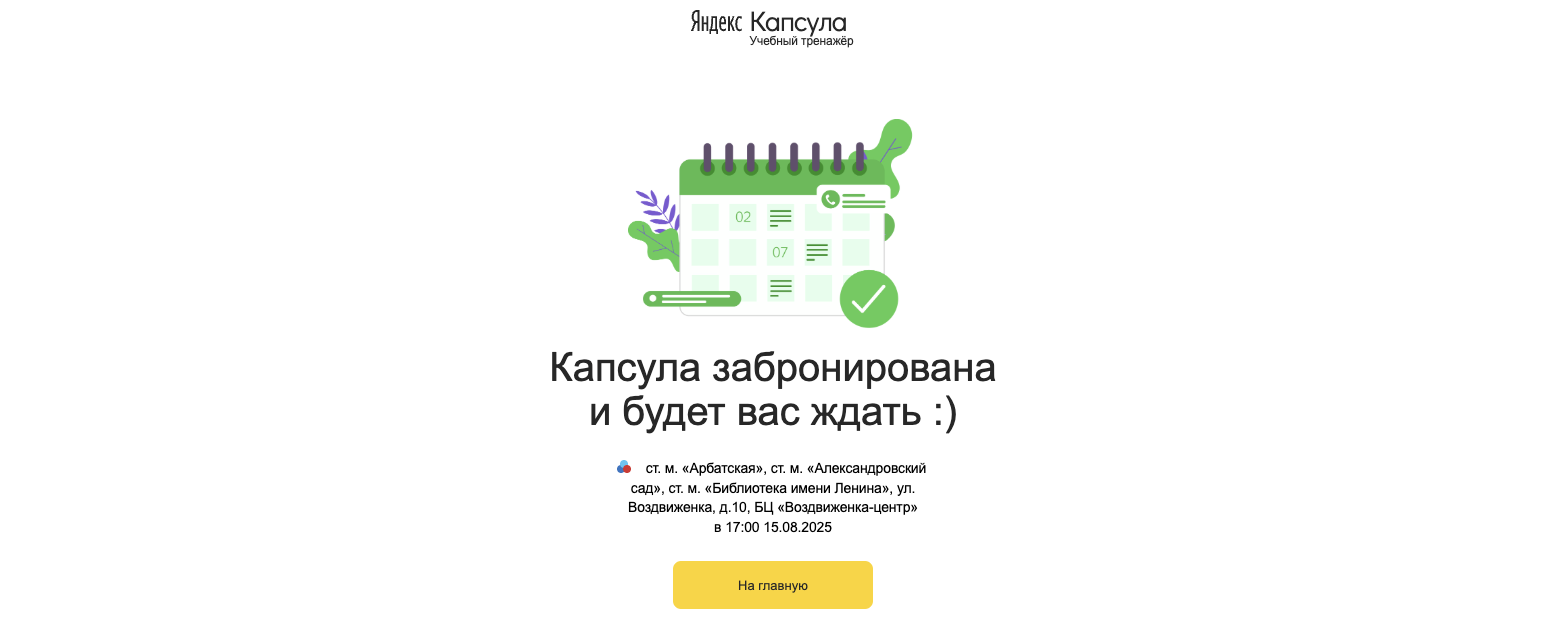 Яндекс Капсула
Учебный тренажёр
02
07
Капсула забронирована
и будет вас ждать :)
ст. м. «Арбатская», ст. м. «Александровский
сад», ст. м. «Библиотека имени Ленина», ул.
Воздвиженка, д.10, БЦ «Воздвиженка-центр»
в 17:00 15.08.2025
На главную